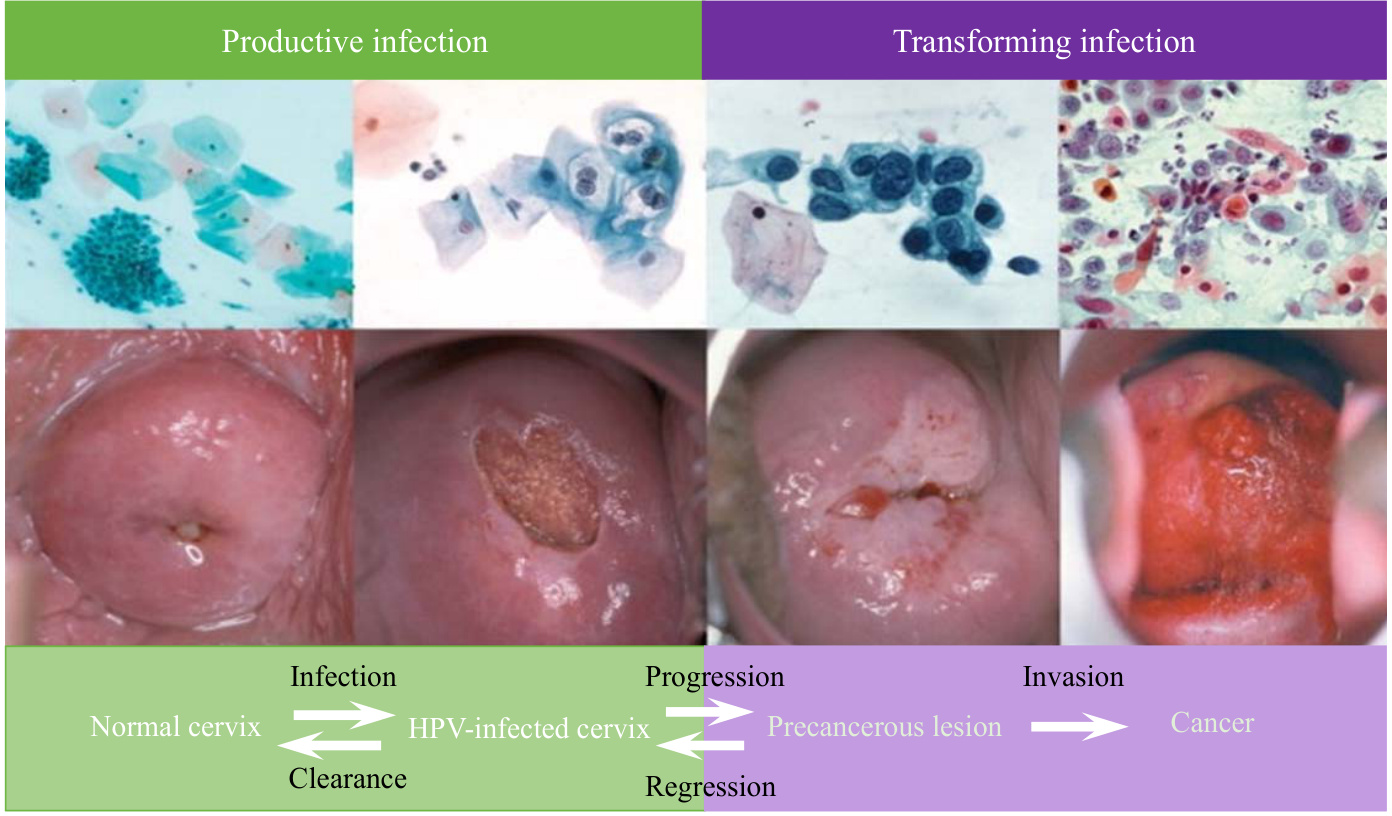 Productive infection
Transforming infection
Infection
Progression
Invasion
Normal cervix
HPV-infected cervix
Precancerous lesion
Cancer
Clearance
Regression